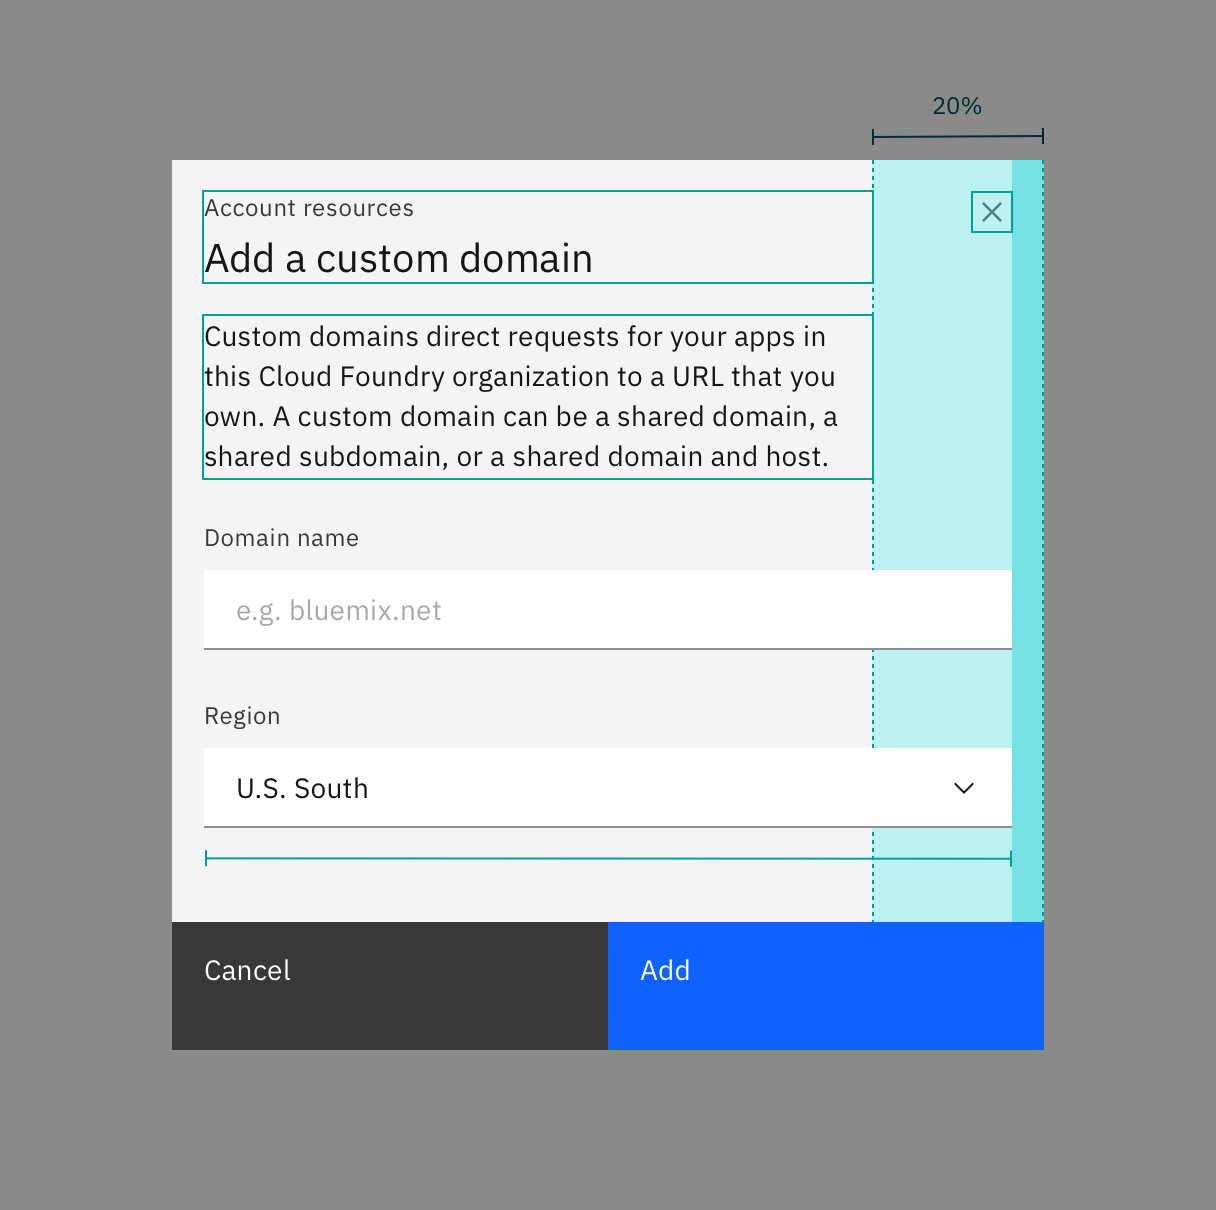 20%
Account resources
Add a custom domain
Custom domains direct requests for your apps in
this Cloud Foundry organization to a URL that you
own. A custom domain can be a shared domain, a
shared subdomain, or a shared domain and host.
Domain name
e.g. bluemix.net
Region
U.S. South
Cancel
Add